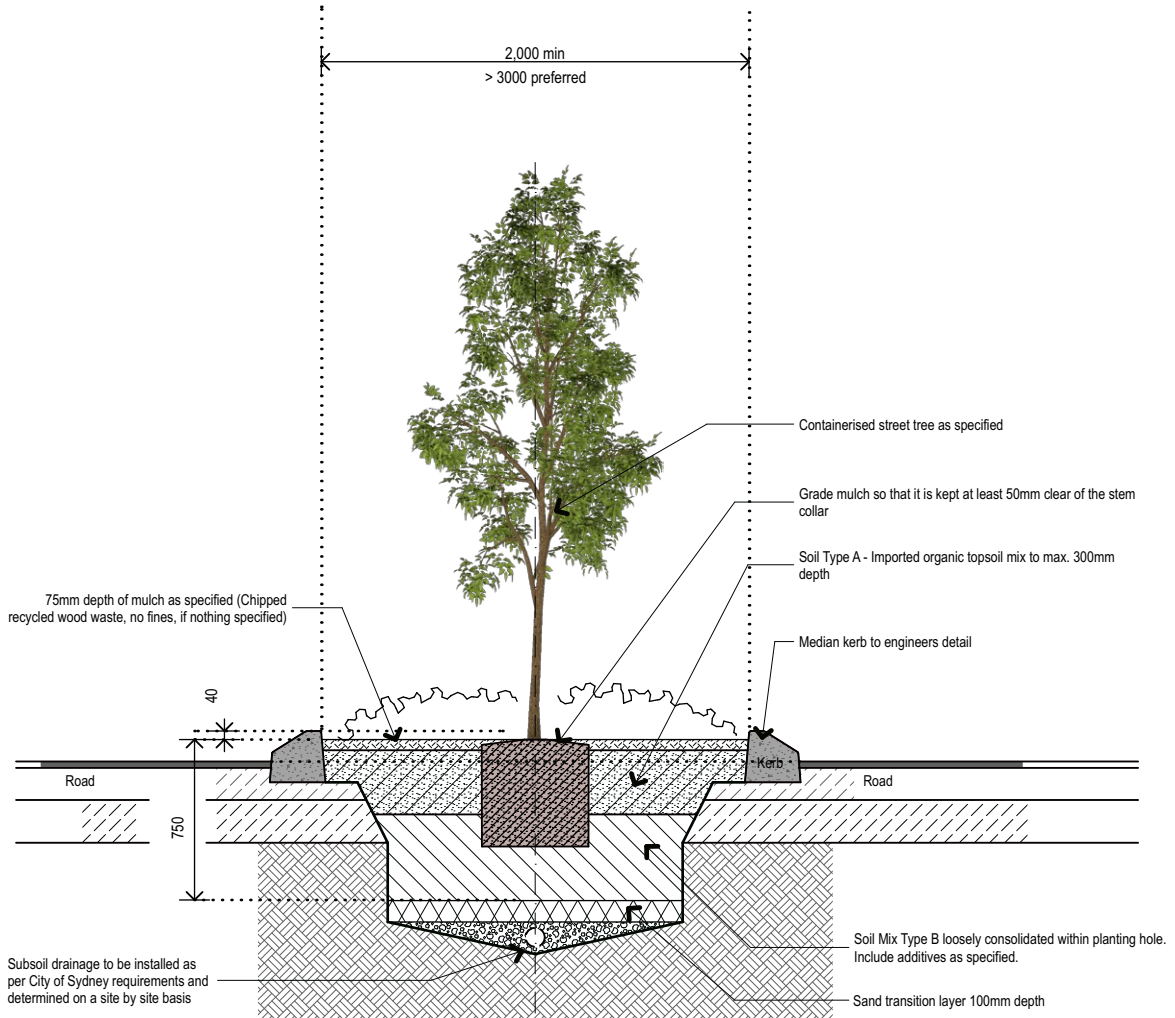 2,000 min
> 3000 preferred
Containerised street tree as specified
Grade mulch so that it is kept at least 50mm clear of the stem
collar
Soil Type A - Imported organic topsoil mix to max. 300mm
depth
75mm depth of mulch as specified (Chipped
recycled wood waste, no fines, if nothing specified)
Median kerb to engineers detail
40
Kerb
Road
Road
750
Soil Mix Type B loosely consolidated within planting hole.
Include additives as specified.
Subsoil drainage to be installed as
per City of Sydney requirements and
determined on a site by site basis
Sand transition layer 100mm depth